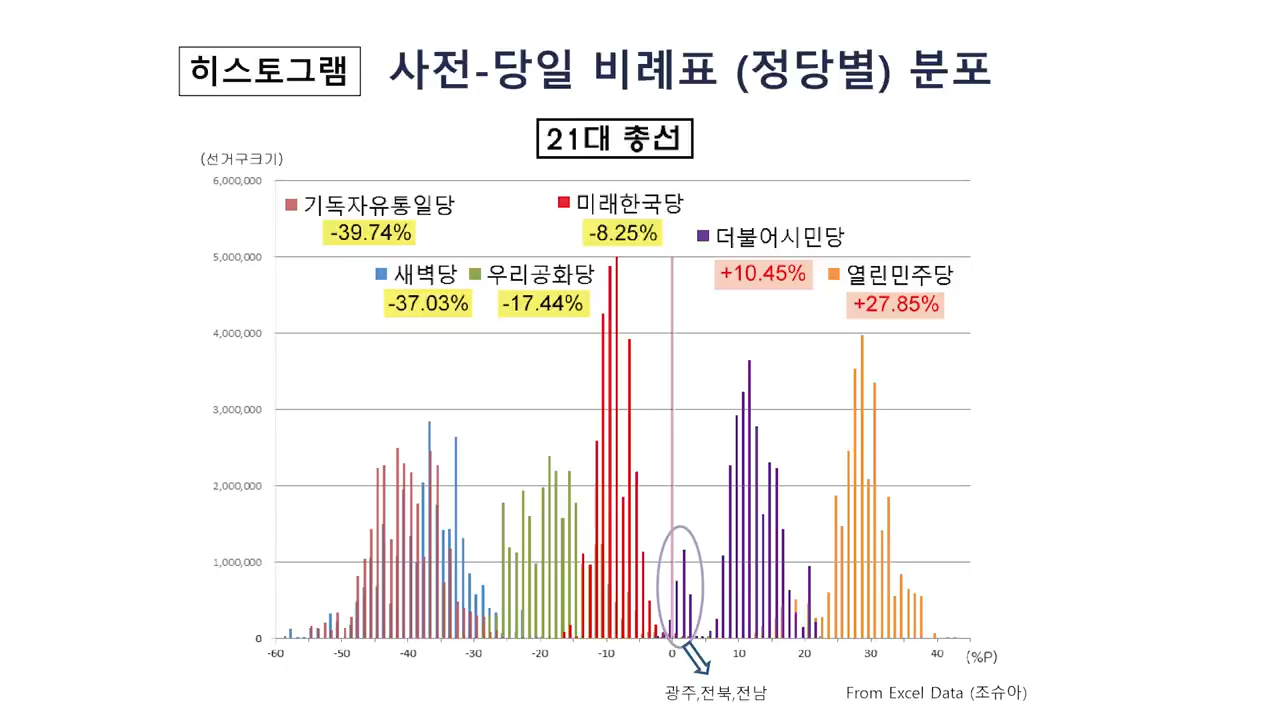 히스토그램
사전-당일 비례표 (정당별) 분포
21대 총선
(선거구크기)
6,000,000
5,000,000
4,000,000
3,000,000
2,000,000
1,000,000
0
기독자유통일당
-39.74%
미래한국당
-8.25%
더불어시민당
+10.45%
새벽당
-37.03%
우리공화당
-17.44%
열린민주당
+27.85%
-60 -50 -40 -30 -20 -10 0 10 20 30 40 (%P)
광주,전북,전남
From Excel Data (조슈아)